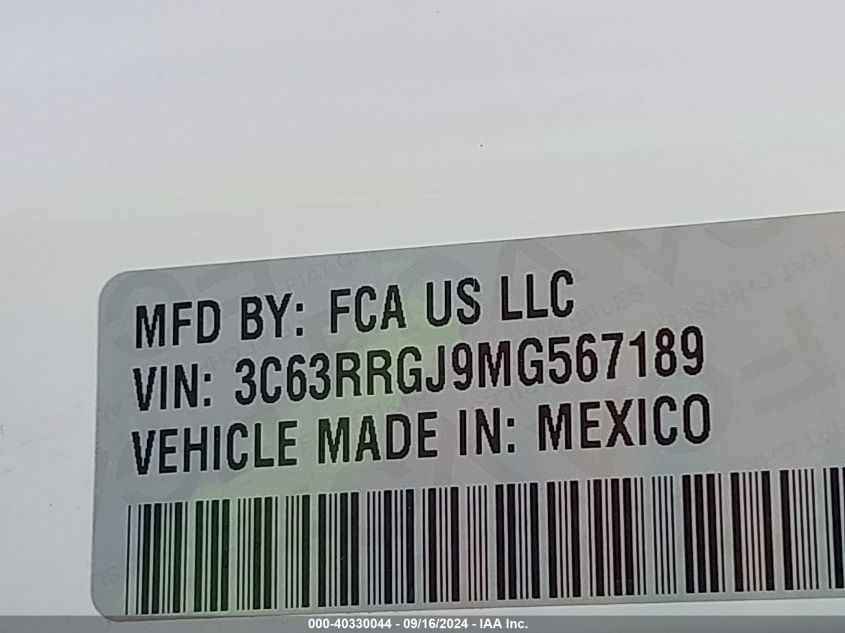 MFD BY: FCA US LLC
VIN: 3C63RRGJ9MG567189
VEHICLE MADE IN: MEXICO
000-40330044 - 09/16/2024 - IAA Inc.